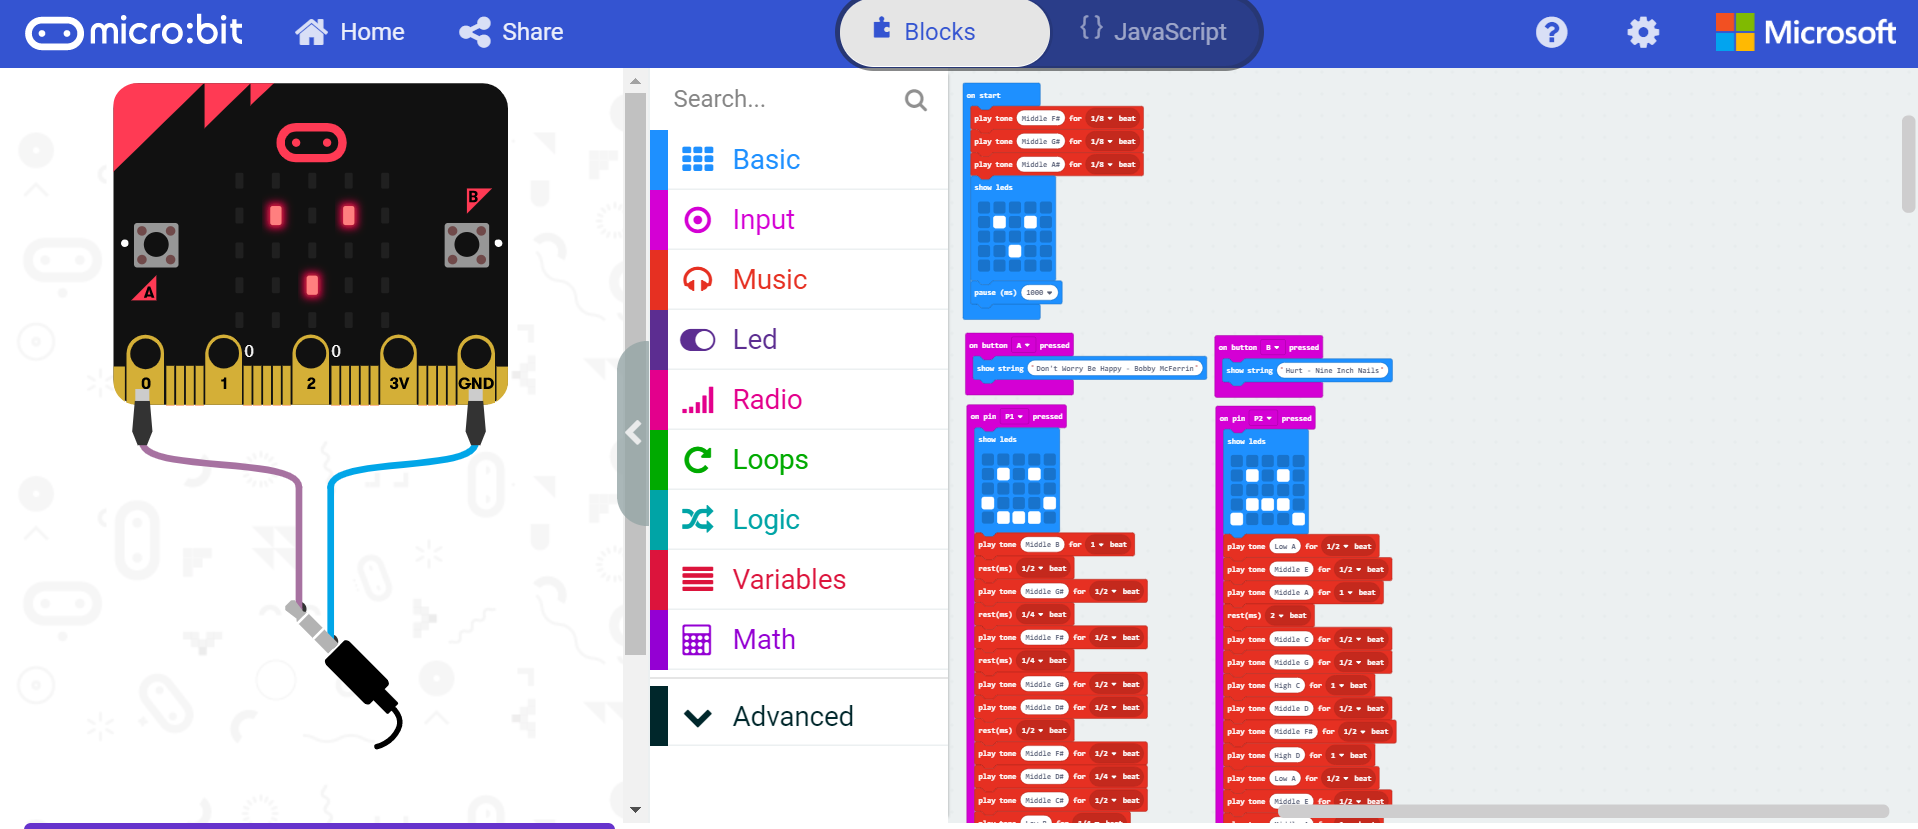 micro:bit
Home
Share
Blocks
{} JavaScript
Microsoft
B
A
0
0
0
1
2
3V
GND
Search...
Basic
Input
Music
Led
Radio
Loops
Logic
Variables
Math
Advanced
on start
play tone Middle F# for 1/8 beat
play tone Middle G# for 1/8 beat
play tone Middle A# for 1/8 beat
show leds
pause (ms) 1000
on button A pressed
show string "Don't Worry Be Happy - Bobby McFerrin"
on button B pressed
show string "Hurt - Nine Inch Nails"
on pin P1 pressed
show leds
play tone Middle B for 1 beat
rest(ms) 1/2 beat
play tone Middle G# for 1/2 beat
rest(ms) 1/4 beat
play tone Middle F# for 1/2 beat
rest(ms) 1/4 beat
play tone Middle G# for 1/2 beat
play tone Middle D# for 1/2 beat
rest(ms) 1/2 beat
play tone Middle F# for 1/2 beat
play tone Middle D# for 1/4 beat
play tone Middle C# for 1/2 beat
on pin P2 pressed
show leds
play tone Low A for 1/2 beat
play tone Middle E for 1/2 beat
play tone Middle A for 1 beat
rest(ms) 2 beat
play tone Middle C for 1/2 beat
play tone Middle G for 1/2 beat
play tone High C for 1 beat
play tone Middle D for 1/2 beat
play tone Middle F# for 1/2 beat
play tone High D for 1 beat
play tone Low A for 1/2 beat
play tone Middle E for 1/2 beat